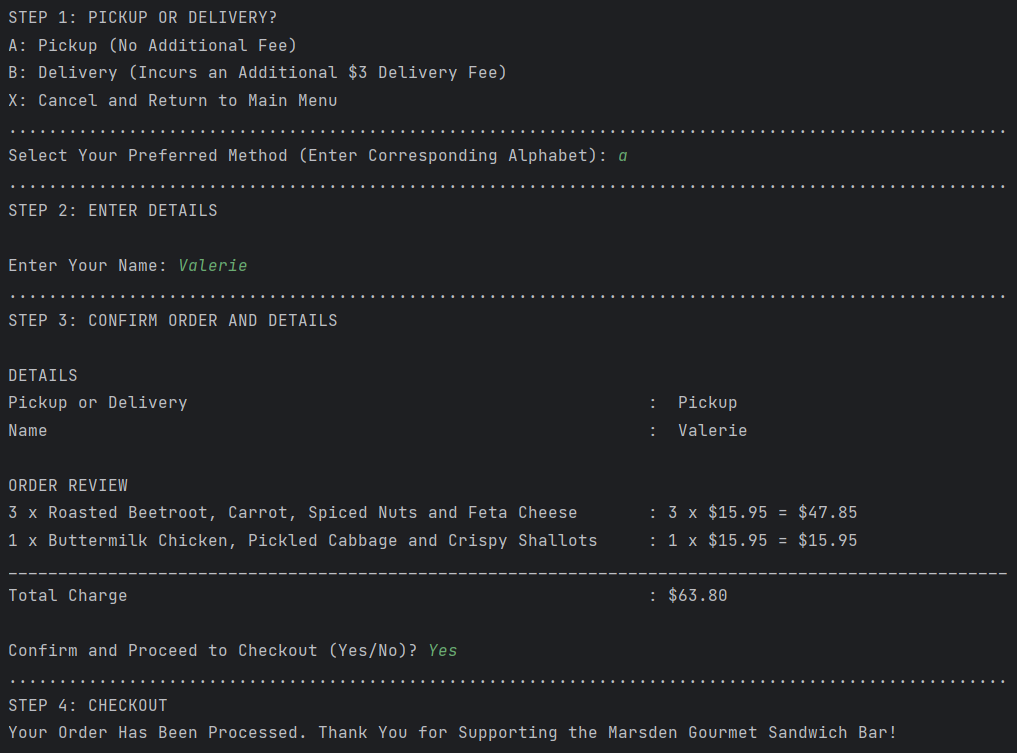 STEP 1: PICKUP OR DELIVERY?
A: Pickup (No Additional Fee)
B: Delivery (Incurs an Additional $3 Delivery Fee)
X: Cancel and Return to Main Menu
....................................................................................................
Select Your Preferred Method (Enter Corresponding Alphabet): a
....................................................................................................
STEP 2: ENTER DETAILS
Enter Your Name: Valerie
....................................................................................................
STEP 3: CONFIRM ORDER AND DETAILS
DETAILS
Pickup or Delivery : Pickup
Name : Valerie
ORDER REVIEW
3 x Roasted Beetroot, Carrot, Spiced Nuts and Feta Cheese : 3 x $15.95 = $47.85
1 x Buttermilk Chicken, Pickled Cabbage and Crispy Shallots : 1 x $15.95 = $15.95
____________________________________________________________________________________________________
Total Charge : $63.80
Confirm and Proceed to Checkout (Yes/No)? Yes
....................................................................................................
STEP 4: CHECKOUT
Your Order Has Been Processed. Thank You for Supporting the Marsden Gourmet Sandwich Bar!